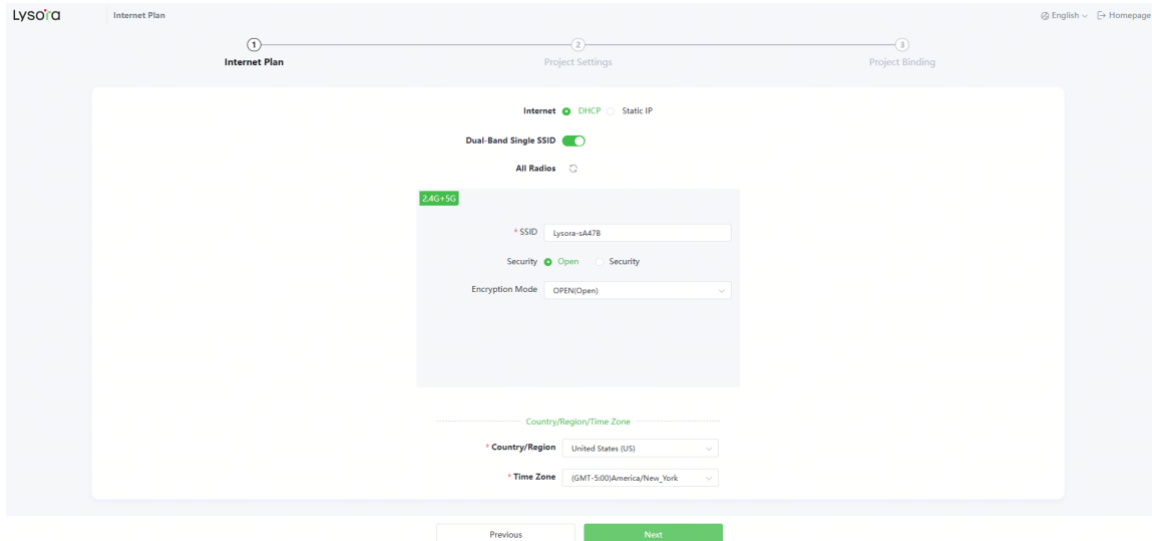 Lysora Internet Plan English Homepage
1 2 3
Internet Plan Project Settings Project Binding
Internet DHCP Static IP
Dual-Band Single SSID
All Radios
2.4G+5G
* SSID Lysora-sA47B
Security Open Security
Encryption Mode OPEN(Open)
Country/Region/Time Zone
* Country/Region United States (US)
* Time Zone (GMT-5:00)America/New_York
Previous Next